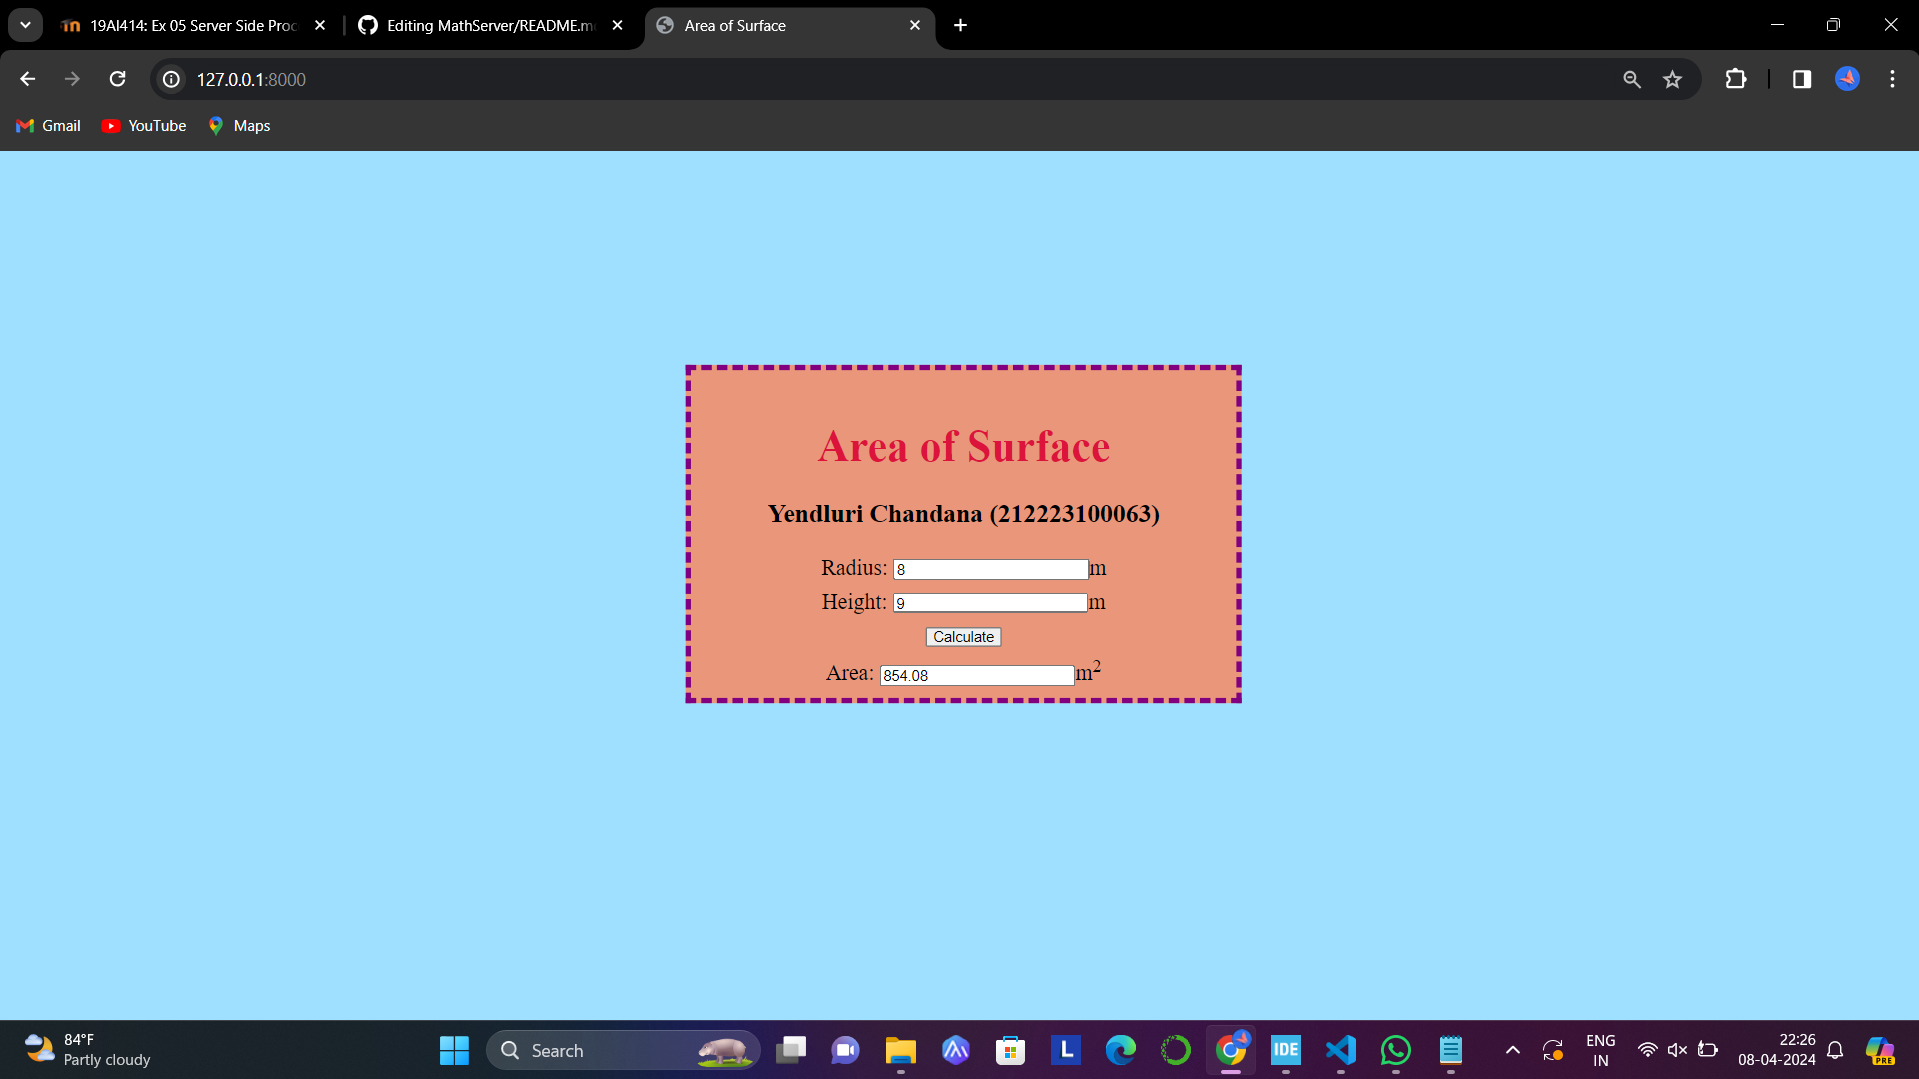 19AI414: Ex 05 Server Side Proc
Editing MathServer/README.m
Area of Surface
127.0.0.1:8000
Gmail
YouTube
Maps
Area of Surface
Yendluri Chandana (212223100063)
Radius: 8 m
Height: 9 m
Calculate
Area: 854.08 m²
84°F
Partly cloudy
Search
L
IDE
ENG
IN
22:26
08-04-2024
PRE